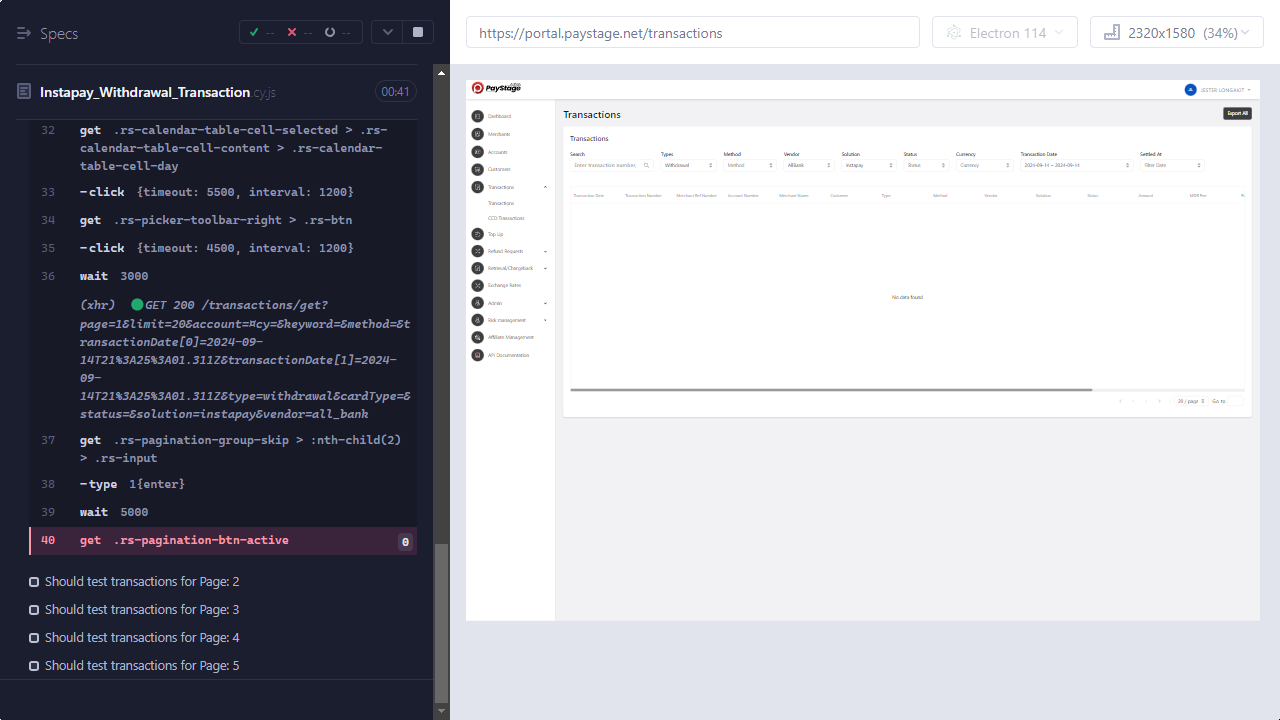 Specs
-- -- --
https://portal.paystage.net/transactions
Electron 114
2320x1580 (34%)
Instapay_Withdrawal_Transaction.cy.js
00:41
32 get .rs-calendar-table-cell-selected > .rs-
calendar-table-cell-content > .rs-calendar-
table-cell-day
33 -click {timeout: 5500, interval: 1200}
34 get .rs-picker-toolbar-right > .rs-btn
35 -click {timeout: 4500, interval: 1200}
36 wait 3000
(xhr) GET 200 /transactions/get?
page=1&limit=20&account=¤cy=&keyword=&method=&t
ransactionDate[0]=2024-09-
14T21%3A25%3A01.311Z&transactionDate[1]=2024-
09-
14T21%3A25%3A01.311Z&type=withdrawal&cardType=&
status=&solution=instapay&vendor=all_bank
37 get .rs-pagination-group-skip > :nth-child(2)
> .rs-input
38 -type 1{enter}
39 wait 5000
40 get .rs-pagination-btn-active 0
Should test transactions for Page: 2
Should test transactions for Page: 3
Should test transactions for Page: 4
Should test transactions for Page: 5
PayStage
JESTER LONGAKIT
Dashboard
Merchants
Accounts
Customers
Transactions
Transactions
CCD Transactions
Top Up
Refund Requests
Retrieval/Chargeback
Exchange Rates
Admin
Risk management
Affiliate Management
API Documentation
Transactions
Export All
Transactions
Search Types Method Vendor Solution Status Currency Transaction Date Settled At
Enter transaction number, Withdrawal Method AllBank instapay Status Currency 2024-09-14 ~ 2024-09-14 Filter Date
Transaction Date Transaction Number Merchant Ref Number Account Number Merchant Name Customer Type Method Vendor Solution Status Amount MDR Fee
No data found
20 / page Go to